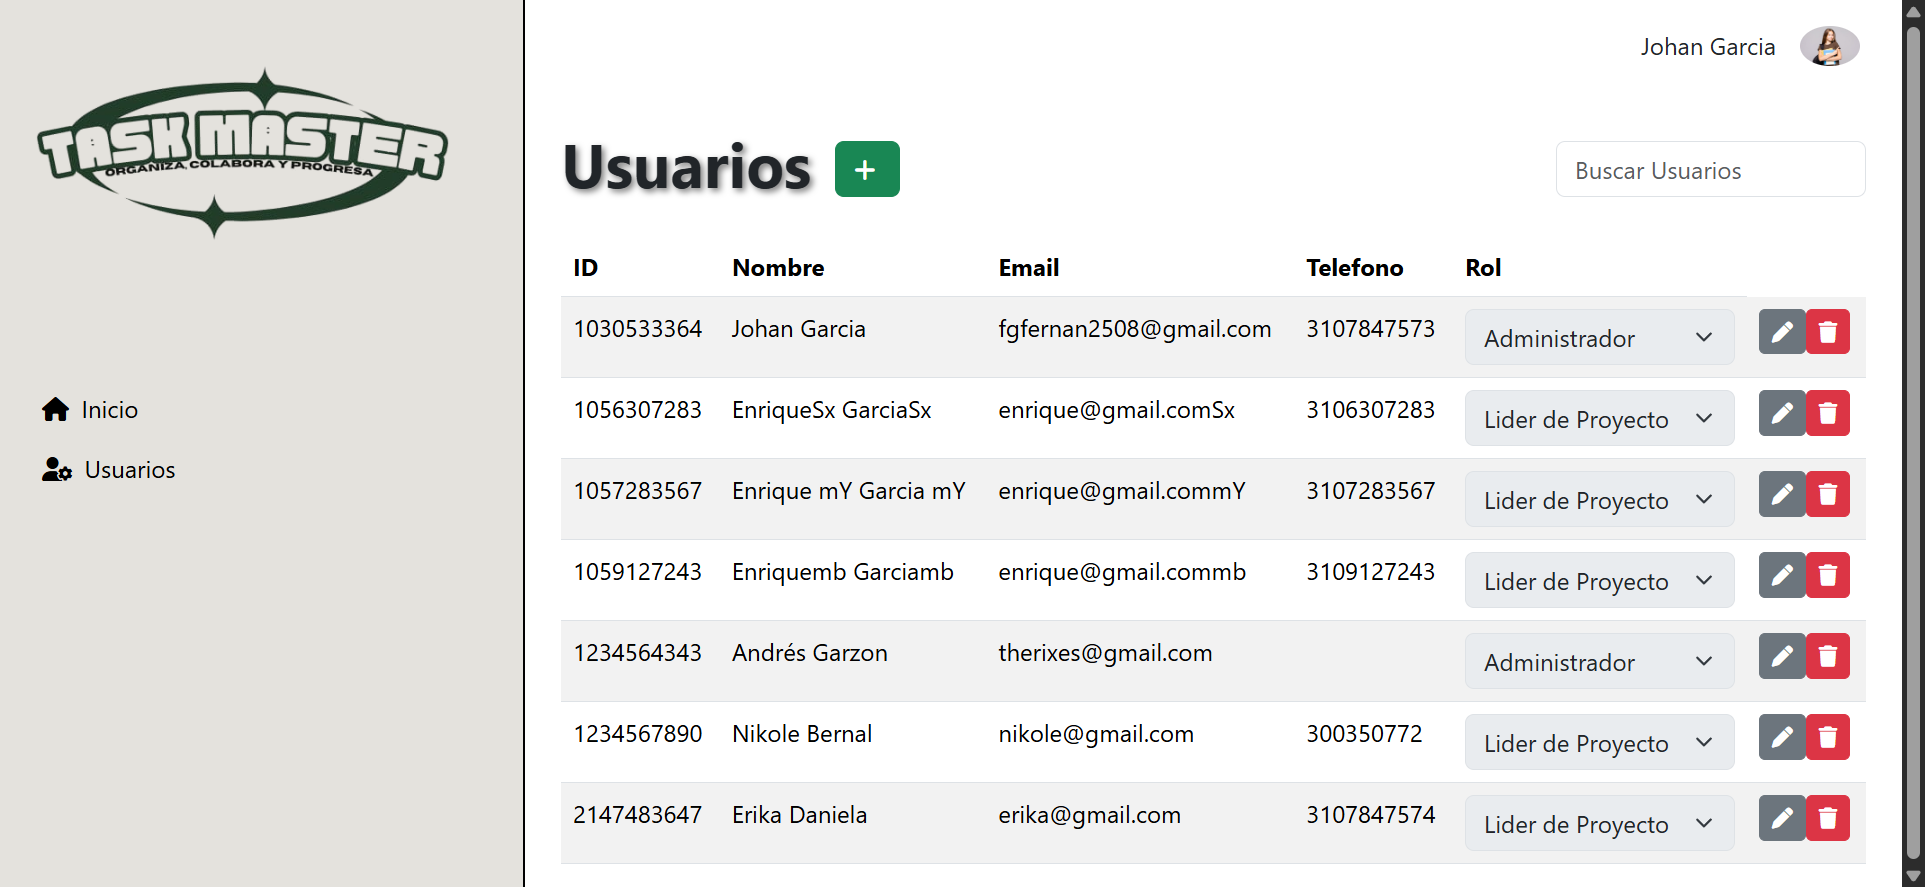 TASK MASTER
ORGANIZA, COLABORA Y PROGRESA
Inicio
Usuarios
Johan Garcia
Usuarios +
Buscar Usuarios
ID Nombre Email Telefono Rol
1030533364 Johan Garcia fgfernan2508@gmail.com 3107847573 Administrador
1056307283 EnriqueSx GarciaSx enrique@gmail.comSx 3106307283 Lider de Proyecto
1057283567 Enrique mY Garcia mY enrique@gmail.commY 3107283567 Lider de Proyecto
1059127243 Enriquemb Garciamb enrique@gmail.commb 3109127243 Lider de Proyecto
1234564343 Andrés Garzon therixes@gmail.com Administrador
1234567890 Nikole Bernal nikole@gmail.com 300350772 Lider de Proyecto
2147483647 Erika Daniela erika@gmail.com 3107847574 Lider de Proyecto